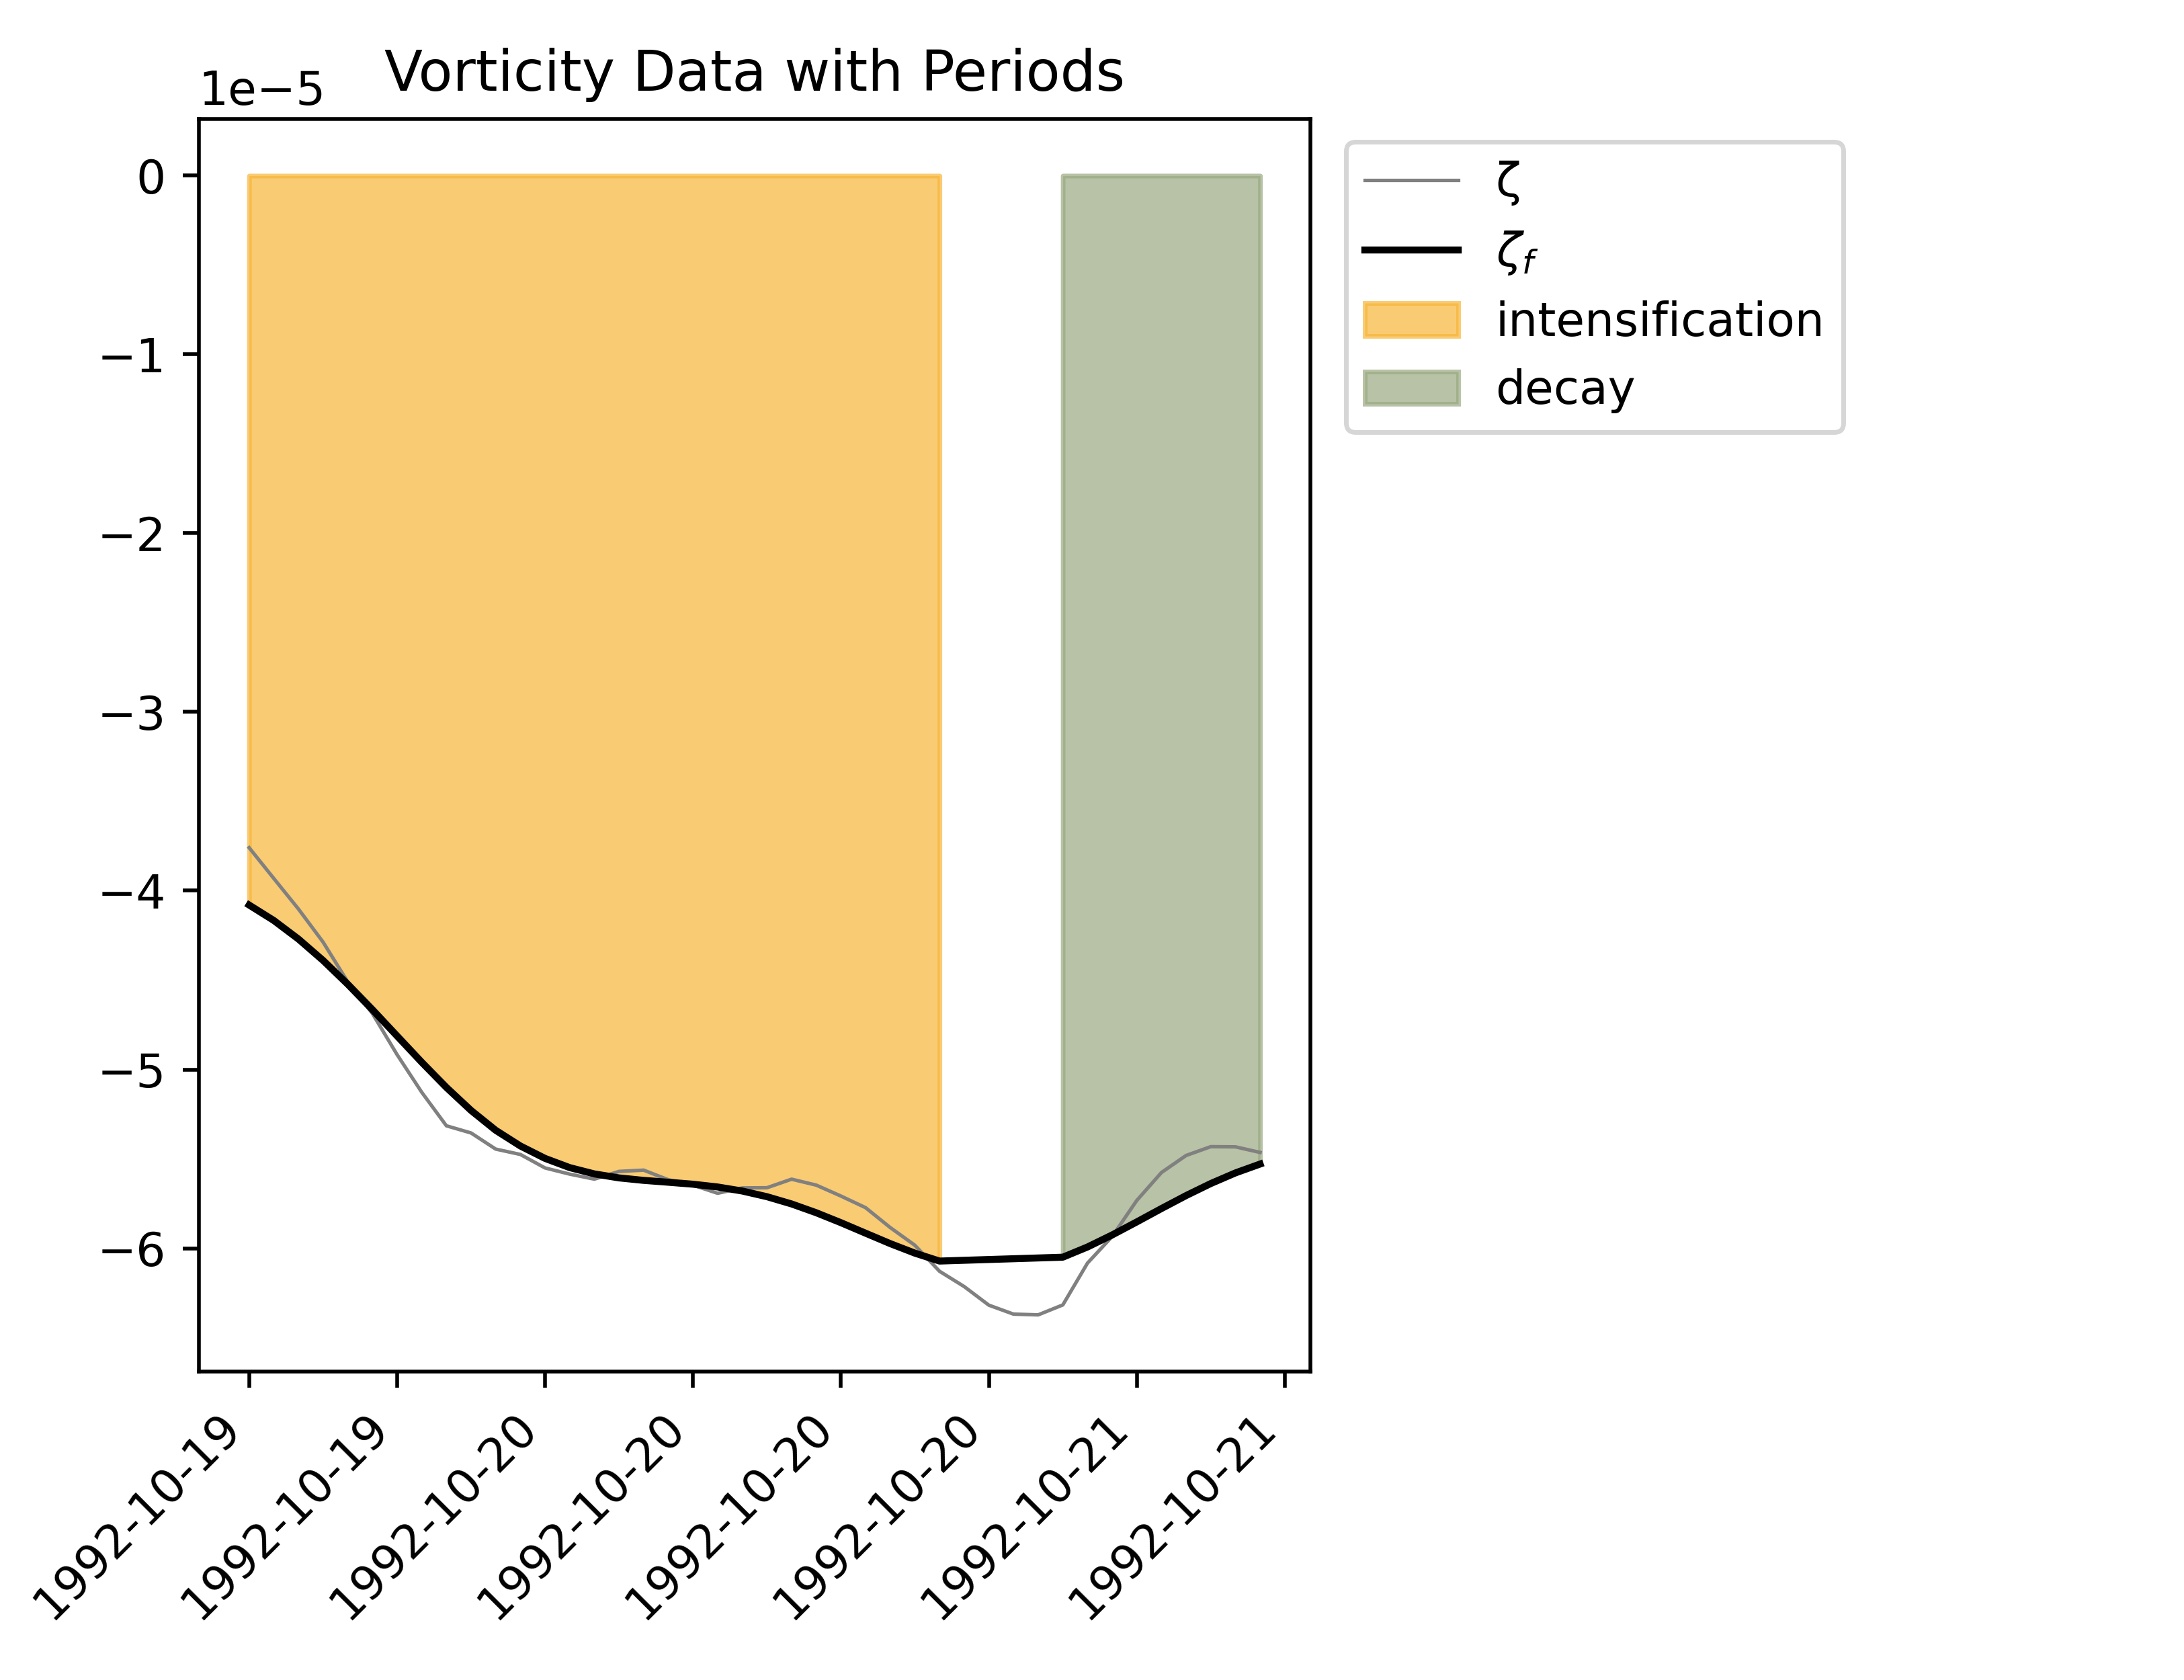 Vorticity Data with Periods
1e−5
0
−1
−2
−3
−4
−5
−6
1992-10-19
1992-10-19
1992-10-20
1992-10-20
1992-10-20
1992-10-20
1992-10-21
1992-10-21
ζ
ζf
intensification
decay